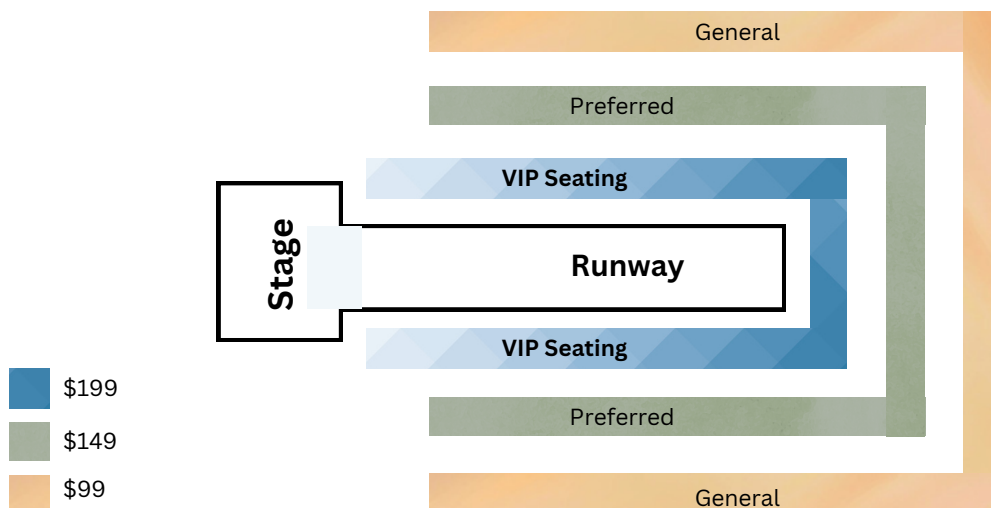 General
Preferred
VIP Seating
Stage
Runway
VIP Seating
$199
Preferred
$149
$99
General